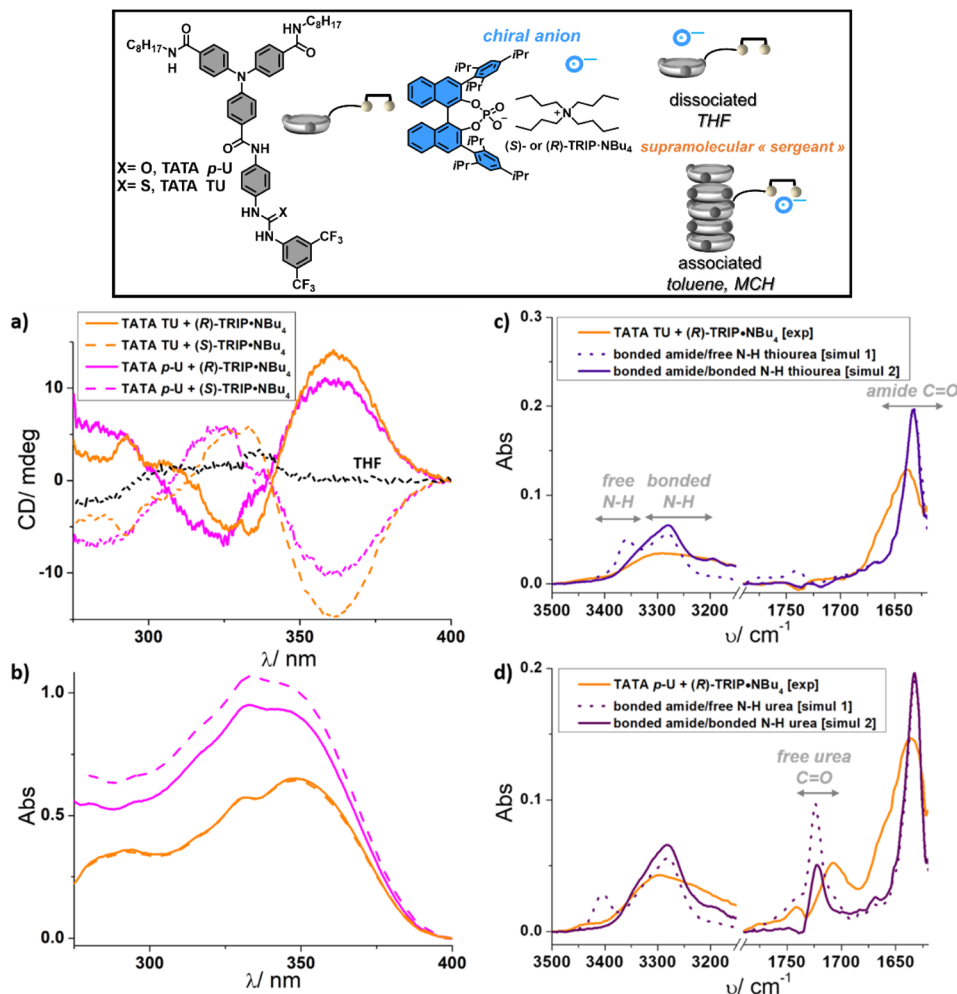 C8H17
HN
C8H17
O
O
N
H
N
O
NH
X= O, TATA p-U
X= S, TATA TU
HN
X
HN
CF3
CF3
chiral anion
iPr
iPr
iPr
O
O
P
O
O−
N
+
iPr
iPr
iPr
(S)- or (R)-TRIP·NBu4
dissociated
THF
supramolecular « sergeant »
associated
toluene, MCH
a)
TATA TU + (R)-TRIP•NBu4
TATA TU + (S)-TRIP•NBu4
TATA p-U + (R)-TRIP•NBu4
TATA p-U + (S)-TRIP•NBu4
THF
CD/ mdeg
10
0
-10
300
350
400
λ/ nm
b)
Abs
1.0
0.5
0.0
300
350
400
λ/ nm
c)
TATA TU + (R)-TRIP•NBu4 [exp]
bonded amide/free N-H thiourea [simul 1]
bonded amide/bonded N-H thiourea [simul 2]
amide C=O
free
N-H
bonded
N-H
Abs
0.3
0.2
0.1
0.0
3500
3400
3300
3200
1750
1700
1650
υ/ cm-1
d)
TATA p-U + (R)-TRIP•NBu4 [exp]
bonded amide/free N-H urea [simul 1]
bonded amide/bonded N-H urea [simul 2]
free urea
C=O
Abs
0.2
0.1
0.0
3500
3400
3300
3200
1750
1700
1650
υ/ cm-1